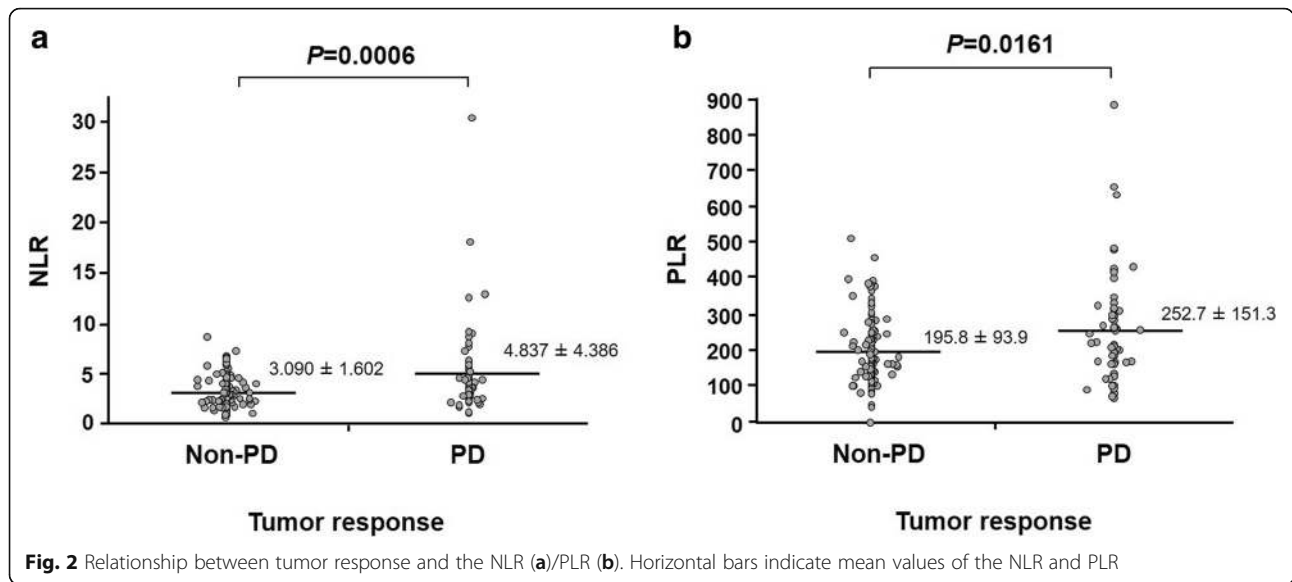 a
P=0.0006
NLR
30
25
20
15
10
5
0
3.090 ± 1.602
4.837 ± 4.386
Non-PD
PD
Tumor response
b
P=0.0161
PLR
900
800
700
600
500
400
300
200
100
0
195.8 ± 93.9
252.7 ± 151.3
Non-PD
PD
Tumor response
Fig. 2 Relationship between tumor response and the NLR (a)/PLR (b). Horizontal bars indicate mean values of the NLR and PLR